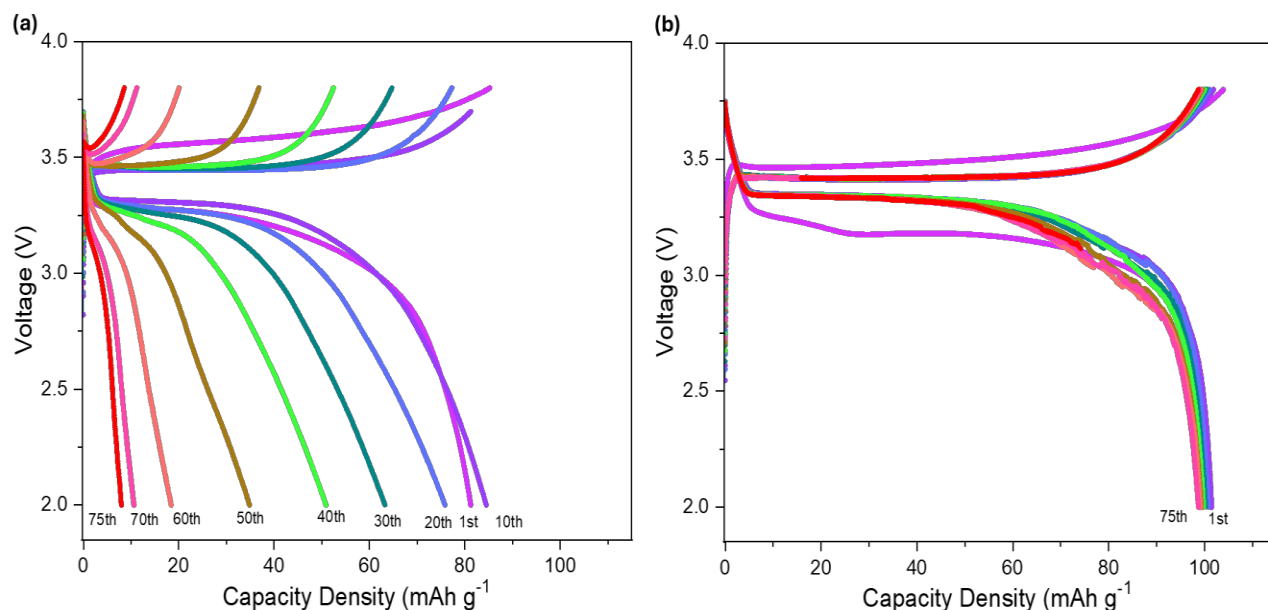 (a)
4.0
3.5
3.0
2.5
2.0
Voltage (V)
75th 70th 60th 50th 40th 30th 20th 1st 10th
0 20 40 60 80 100
Capacity Density (mAh g⁻¹)
(b)
4.0
3.5
3.0
2.5
2.0
Voltage (V)
75th 1st
0 20 40 60 80 100
Capacity Density (mAh g⁻¹)